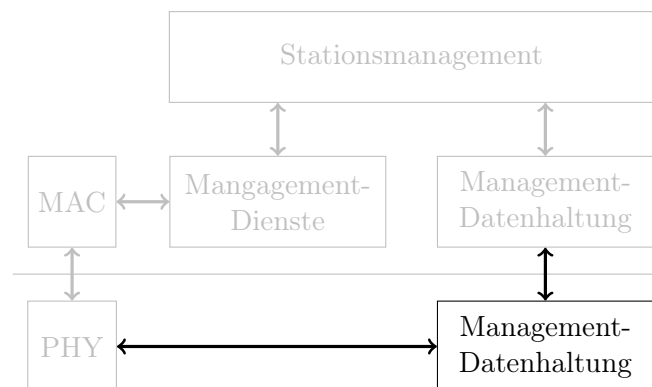 Stationsmanagement
MAC
Mangagement-
Dienste
Management-
Datenhaltung
PHY
Management-
Datenhaltung